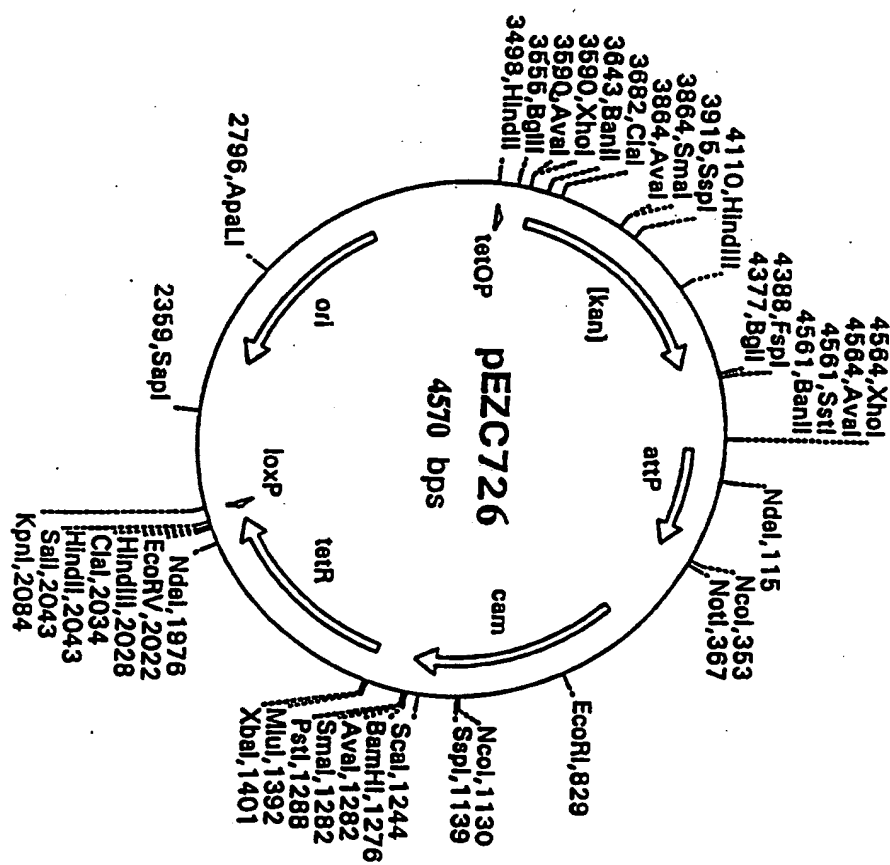 4564,XhoI
4564,AvaI
4561,SstI
4561,BanII
4388,FspI
4377,BglI
4110,HindIII
3915,SspI
3864,SmaI
3864,AvaI
3682,ClaI
3643,BanII
3590,XhoI
3590,AvaI
3556,BglII
3498,HindII
2796,ApaLI
2359,SapI
NdeI,115
NcoI,353
NotI,367
EcoRI,829
NcoI,1130
SspI,1139
ScaI,1244
BamHI,1276
AvaI,1282
SmaI,1282
PstI,1288
MluI,1392
XbaI,1401
NdeI,1976
EcoRV,2022
HindIII,2028
ClaI,2034
HindII,2043
SalI,2043
KpnI,2084
attP
[kan]
cam
tetOP
pEZC726
4570 bps
ori
tetR
loxP